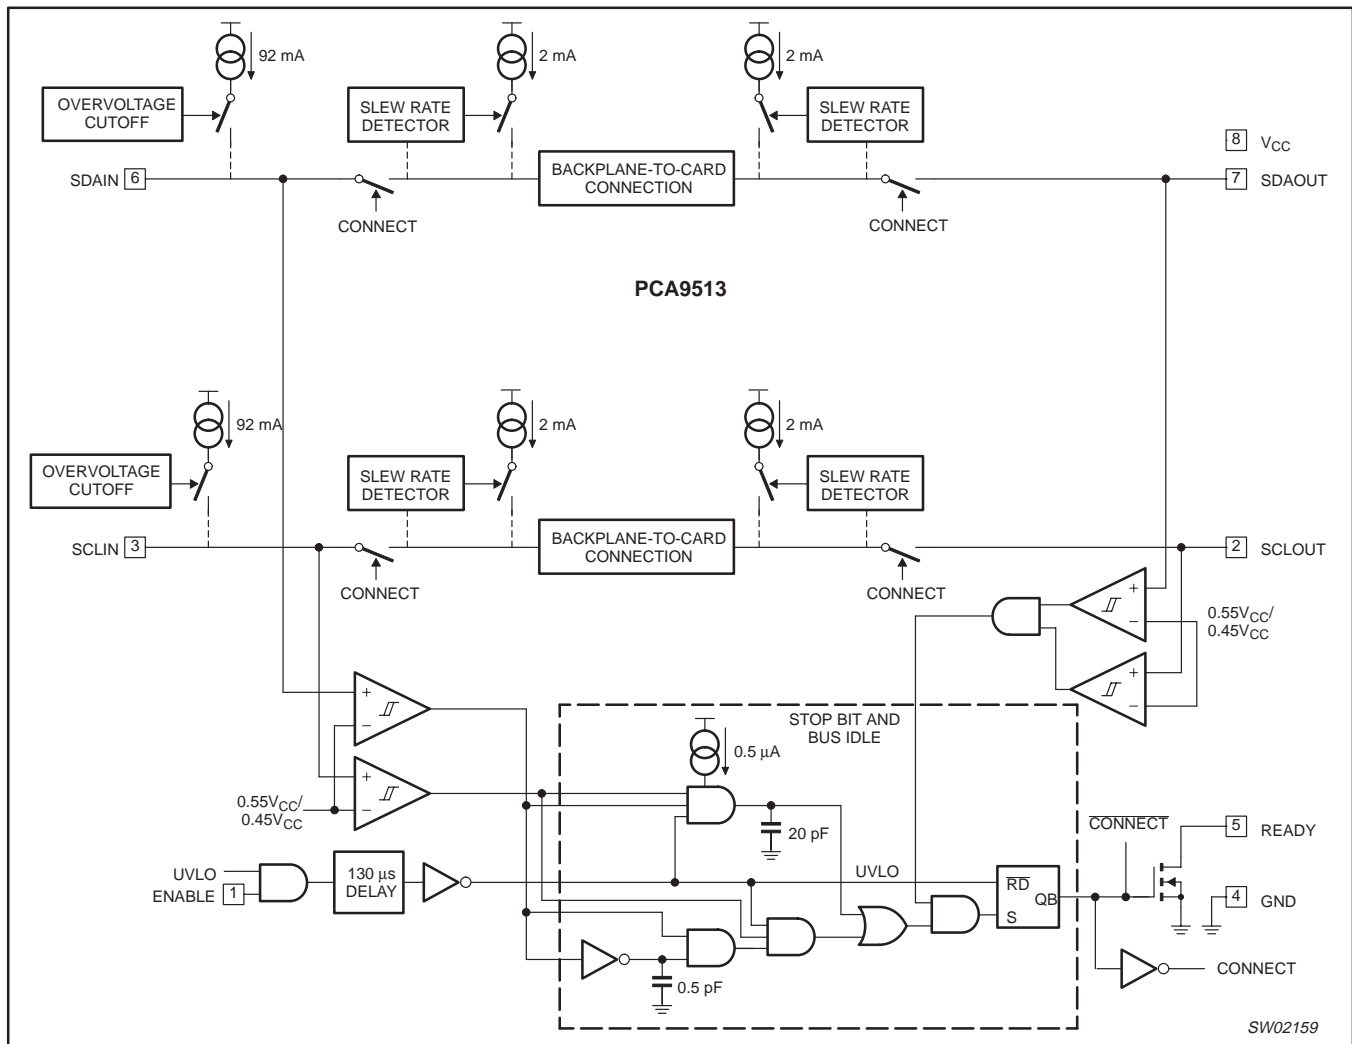 92 mA
2 mA
2 mA
OVERVOLTAGE
CUTOFF
SLEW RATE
DETECTOR
SLEW RATE
DETECTOR
8 VCC
SDAIN 6
BACKPLANE-TO-CARD
CONNECTION
7 SDAOUT
CONNECT
CONNECT
PCA9513
92 mA
2 mA
2 mA
OVERVOLTAGE
CUTOFF
SLEW RATE
DETECTOR
SLEW RATE
DETECTOR
SCLIN 3
BACKPLANE-TO-CARD
CONNECTION
2 SCLOUT
CONNECT
CONNECT
+
−
0.55VCC/
0.45VCC
+
−
+
−
STOP BIT AND
BUS IDLE
0.5 µA
+
−
0.55VCC/
0.45VCC
20 pF
CONNECT
5 READY
UVLO
ENABLE 1
130 µs
DELAY
UVLO
RD
QB
S
4 GND
0.5 pF
CONNECT
SW02159